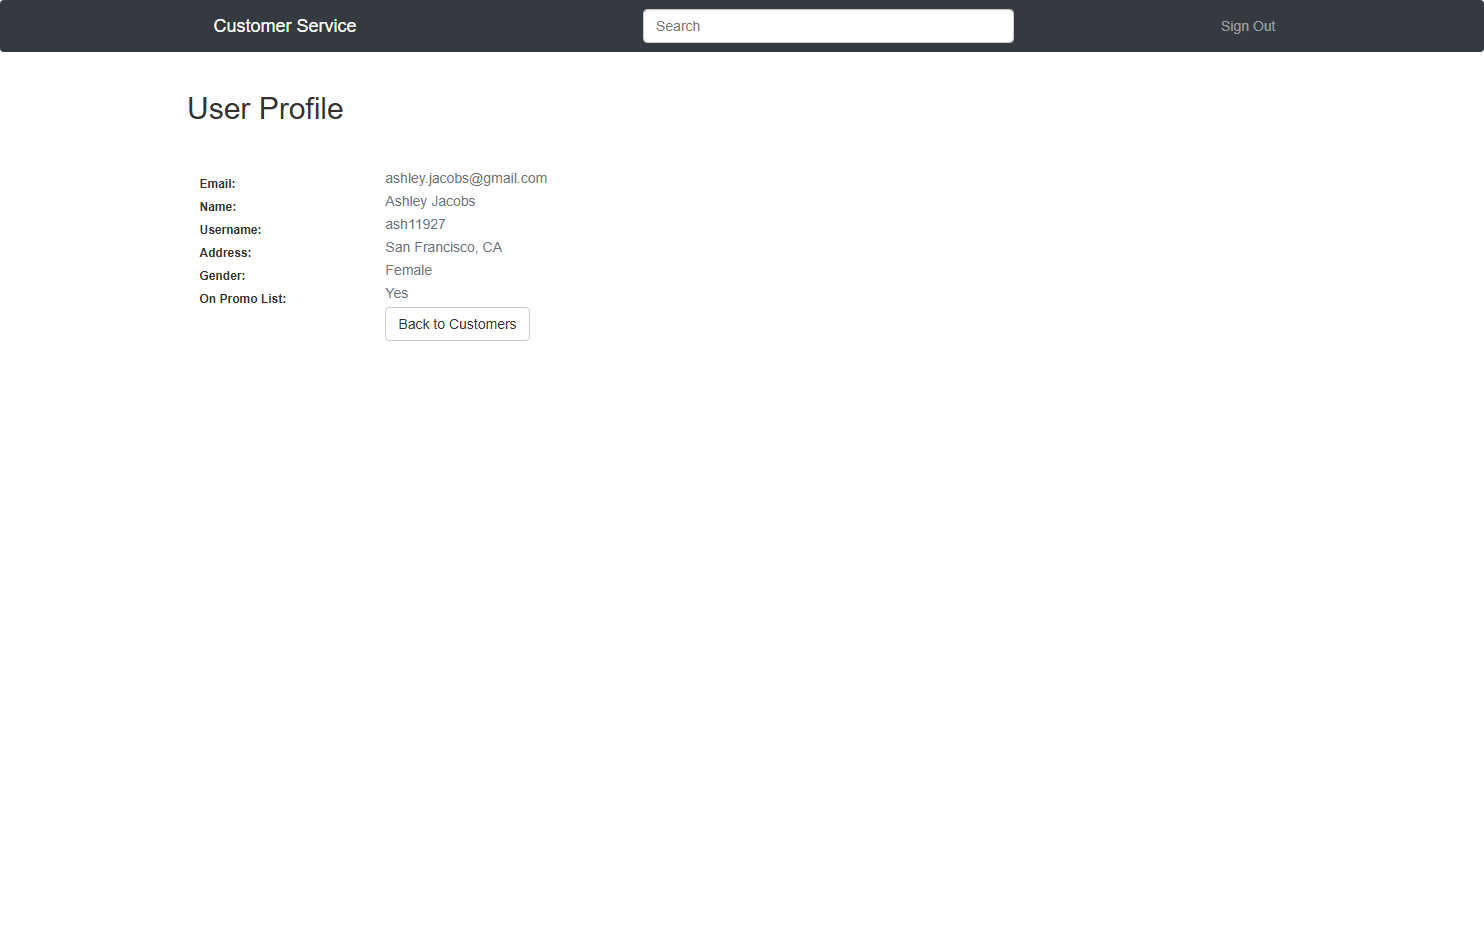 Customer Service Search Sign Out
User Profile
Email: ashley.jacobs@gmail.com
Name: Ashley Jacobs
Username: ash11927
Address: San Francisco, CA
Gender: Female
On Promo List: Yes
Back to Customers